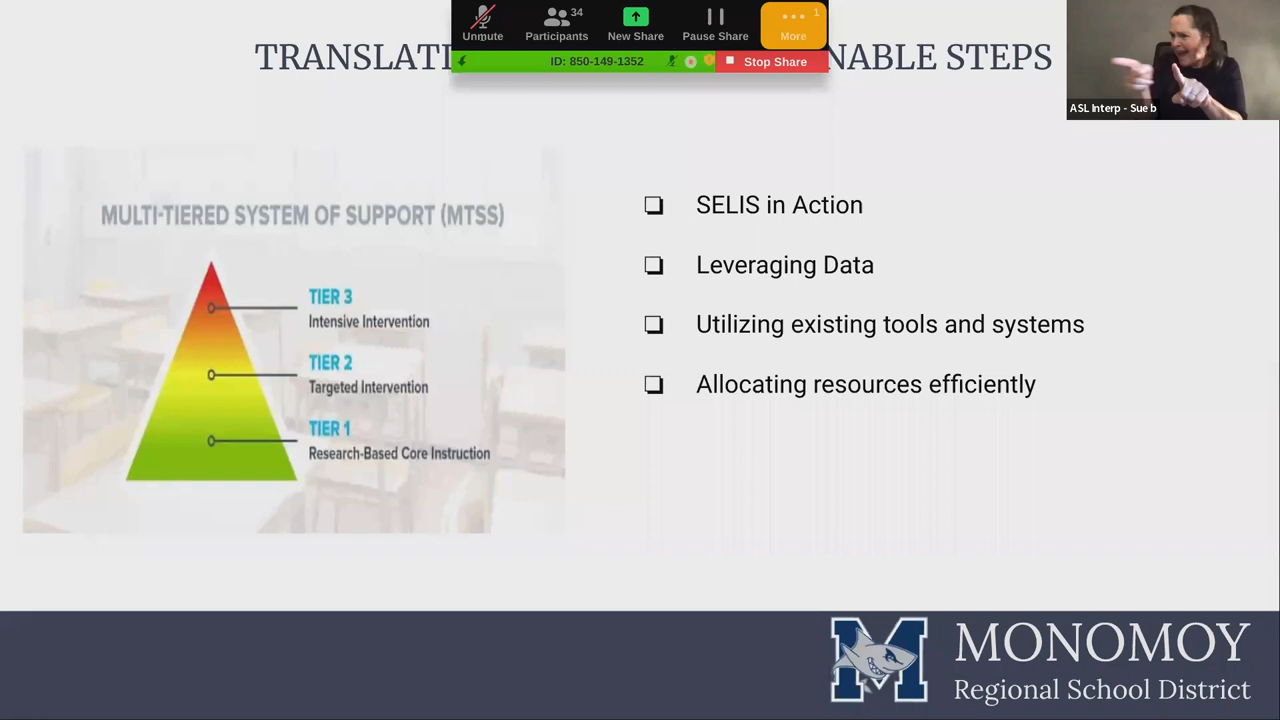 Unmute
Participants
34
New Share
Pause Share
More
1
ID: 850-149-1352
Stop Share
TRANSLATI NABLE STEPS
ASL Interp - Sue b
MULTI-TIERED SYSTEM OF SUPPORT (MTSS)
TIER 3
Intensive Intervention
TIER 2
Targeted Intervention
TIER 1
Research-Based Core Instruction
❏ SELIS in Action
❏ Leveraging Data
❏ Utilizing existing tools and systems
❏ Allocating resources efficiently
M
MONOMOY
Regional School District